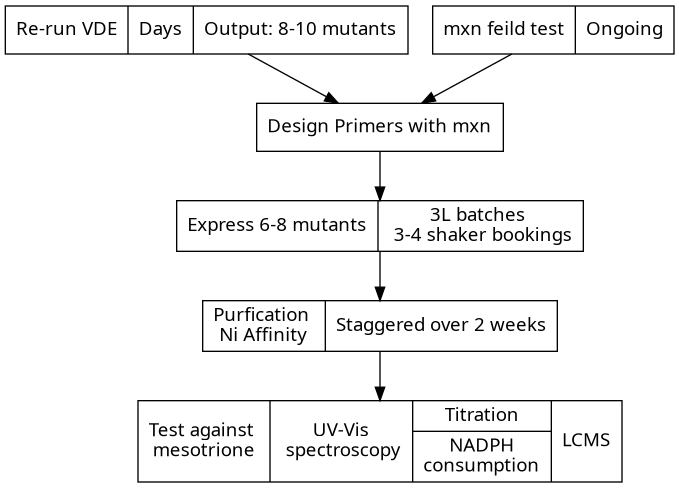 Re-run VDE
Days
Output: 8-10 mutants
mxn feild test
Ongoing
Design Primers with mxn
Express 6-8 mutants
3L batches
3-4 shaker bookings
Purfication
Ni Affinity
Staggered over 2 weeks
Test against
mesotrione
UV-Vis
spectroscopy
Titration
NADPH
consumption
LCMS